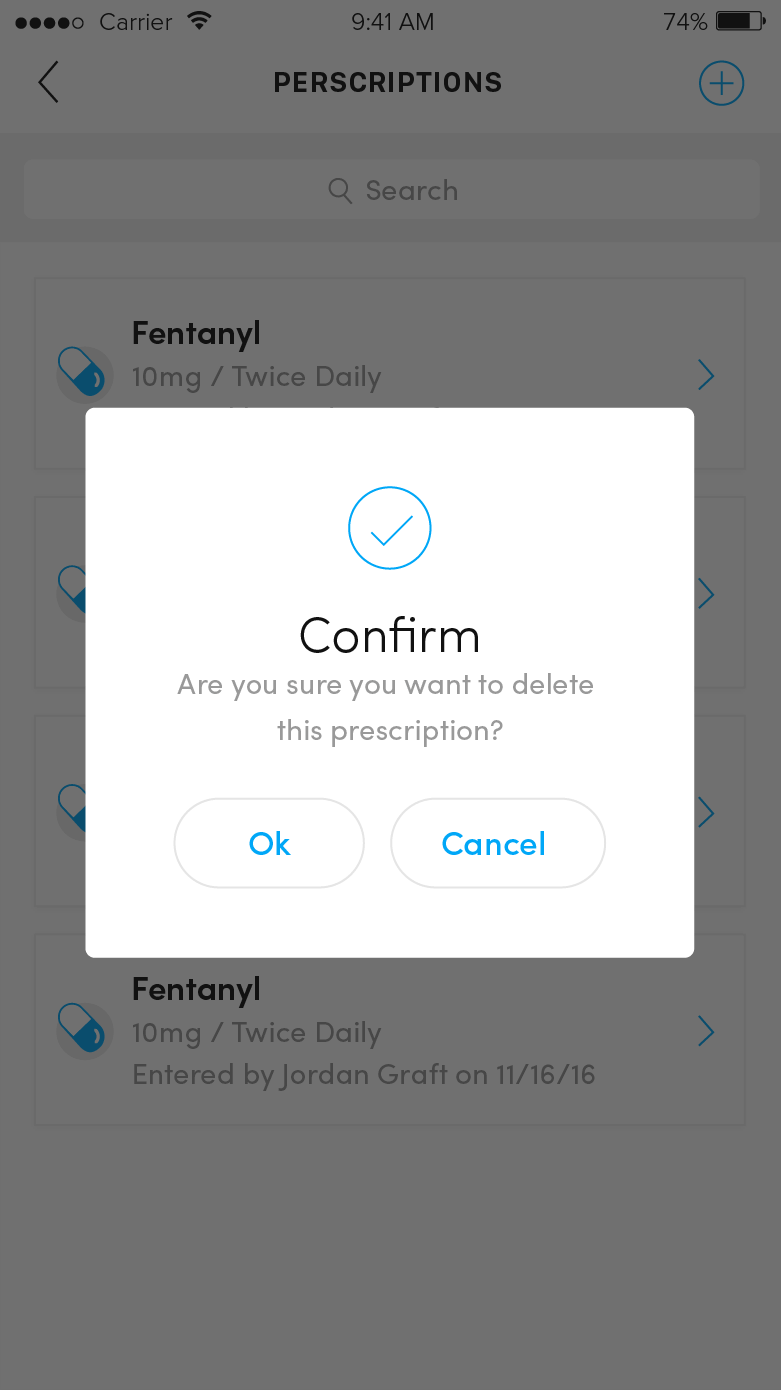 Carrier 9:41 AM 74%
PERSCRIPTIONS
Search
Fentanyl
10mg / Twice Daily
Confirm
Are you sure you want to delete
this prescription?
Ok Cancel
Fentanyl
10mg / Twice Daily
Entered by Jordan Graft on 11/16/16